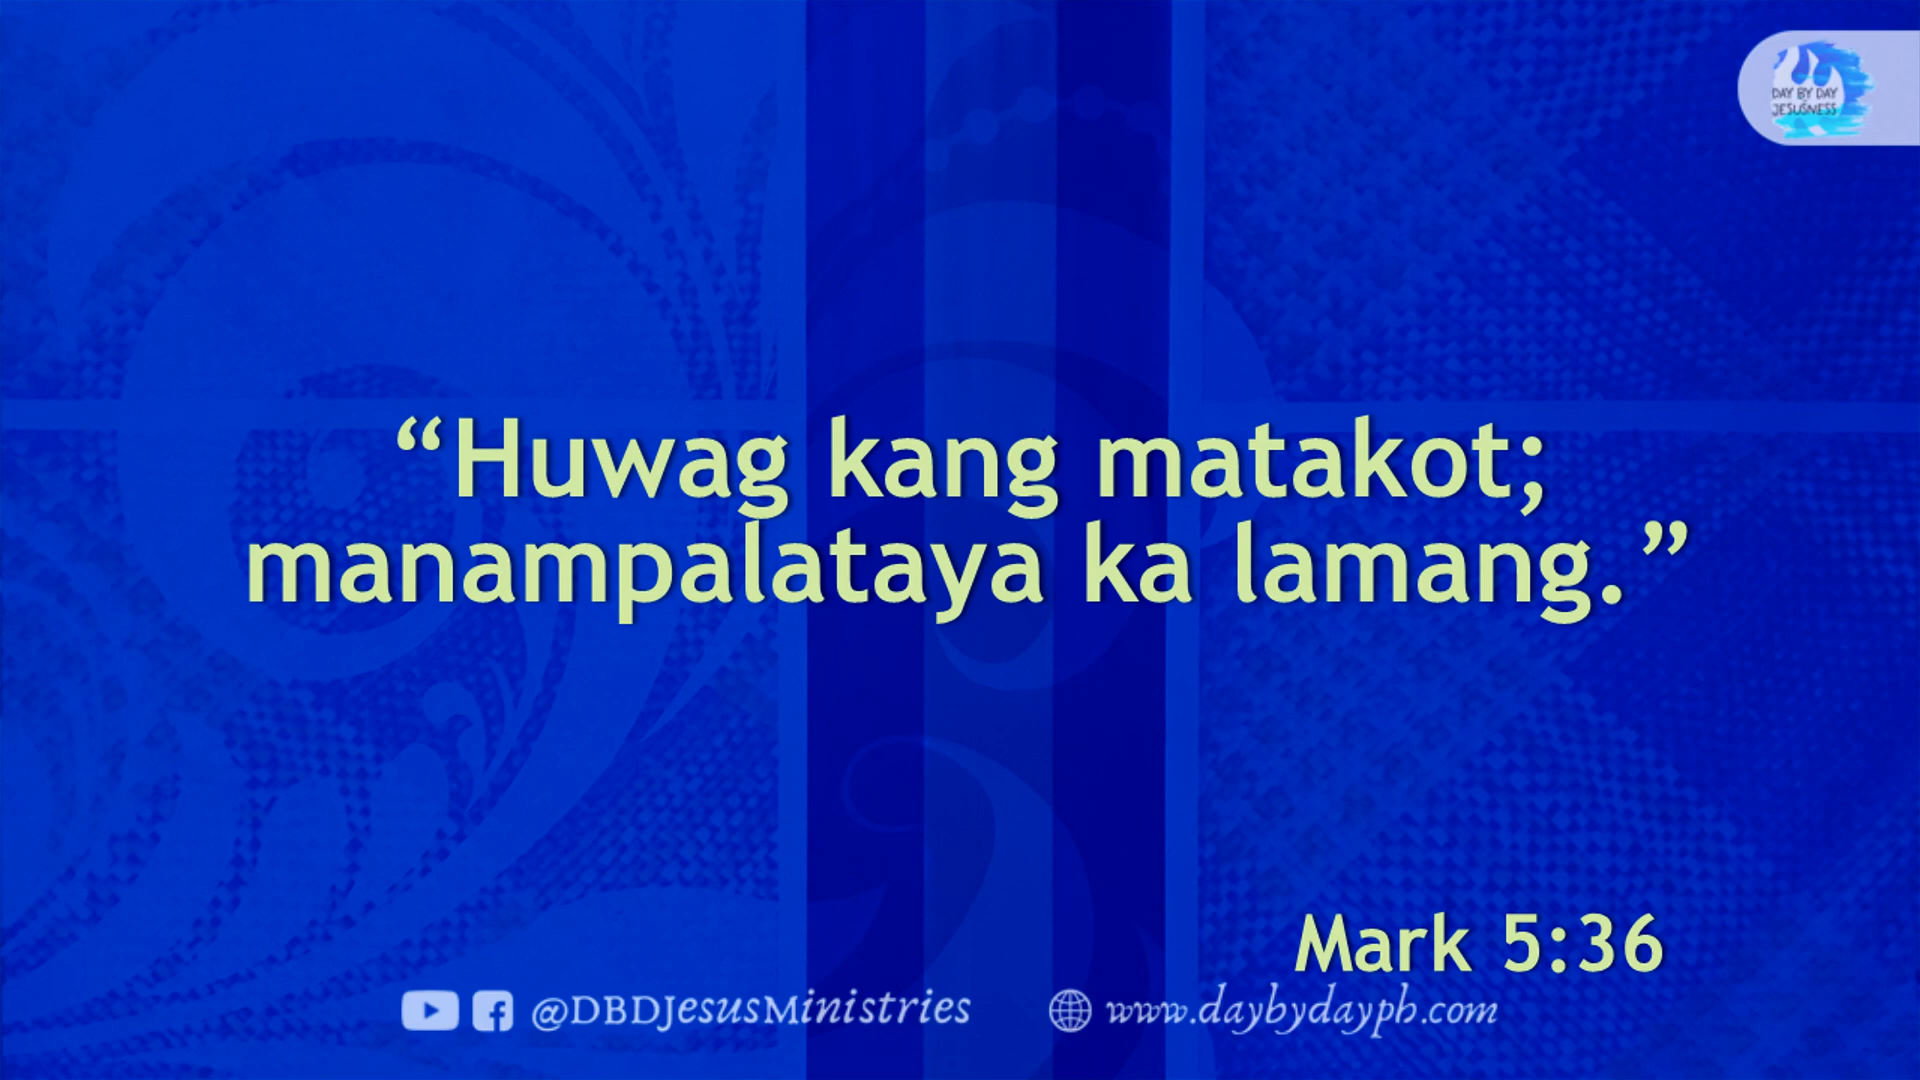 DAY BY DAY
JESUSNESS
“Huwag kang matakot;
manampalataya ka lamang.”
Mark 5:36
@DBDJesusMinistries www.daybydayph.com